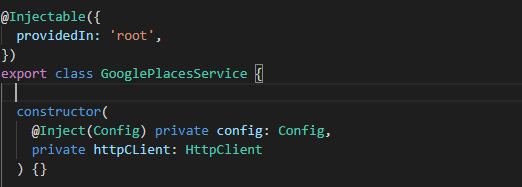 @Injectable({
  providedIn: 'root',
})
export class GooglePlacesService {
  constructor(
    @Inject(Config) private config: Config,
    private httpCLient: HttpClient
  ) {}